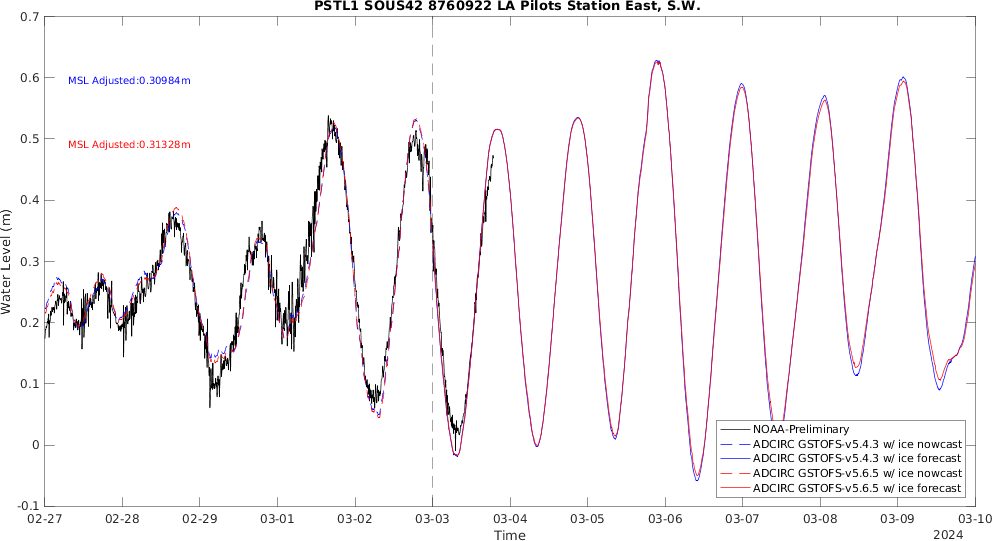 PSTL1 SOUS42 8760922 LA Pilots Station East, S.W.
0.7
0.6
0.5
0.4
0.3
0.2
0.1
0
-0.1
Water Level (m)
MSL Adjusted:0.30984m
MSL Adjusted:0.31328m
NOAA-Preliminary
ADCIRC GSTOFS-v5.4.3 w/ ice nowcast
ADCIRC GSTOFS-v5.4.3 w/ ice forecast
ADCIRC GSTOFS-v5.6.5 w/ ice nowcast
ADCIRC GSTOFS-v5.6.5 w/ ice forecast
02-27 02-28 02-29 03-01 03-02 03-03 03-04 03-05 03-06 03-07 03-08 03-09 03-10
Time
2024